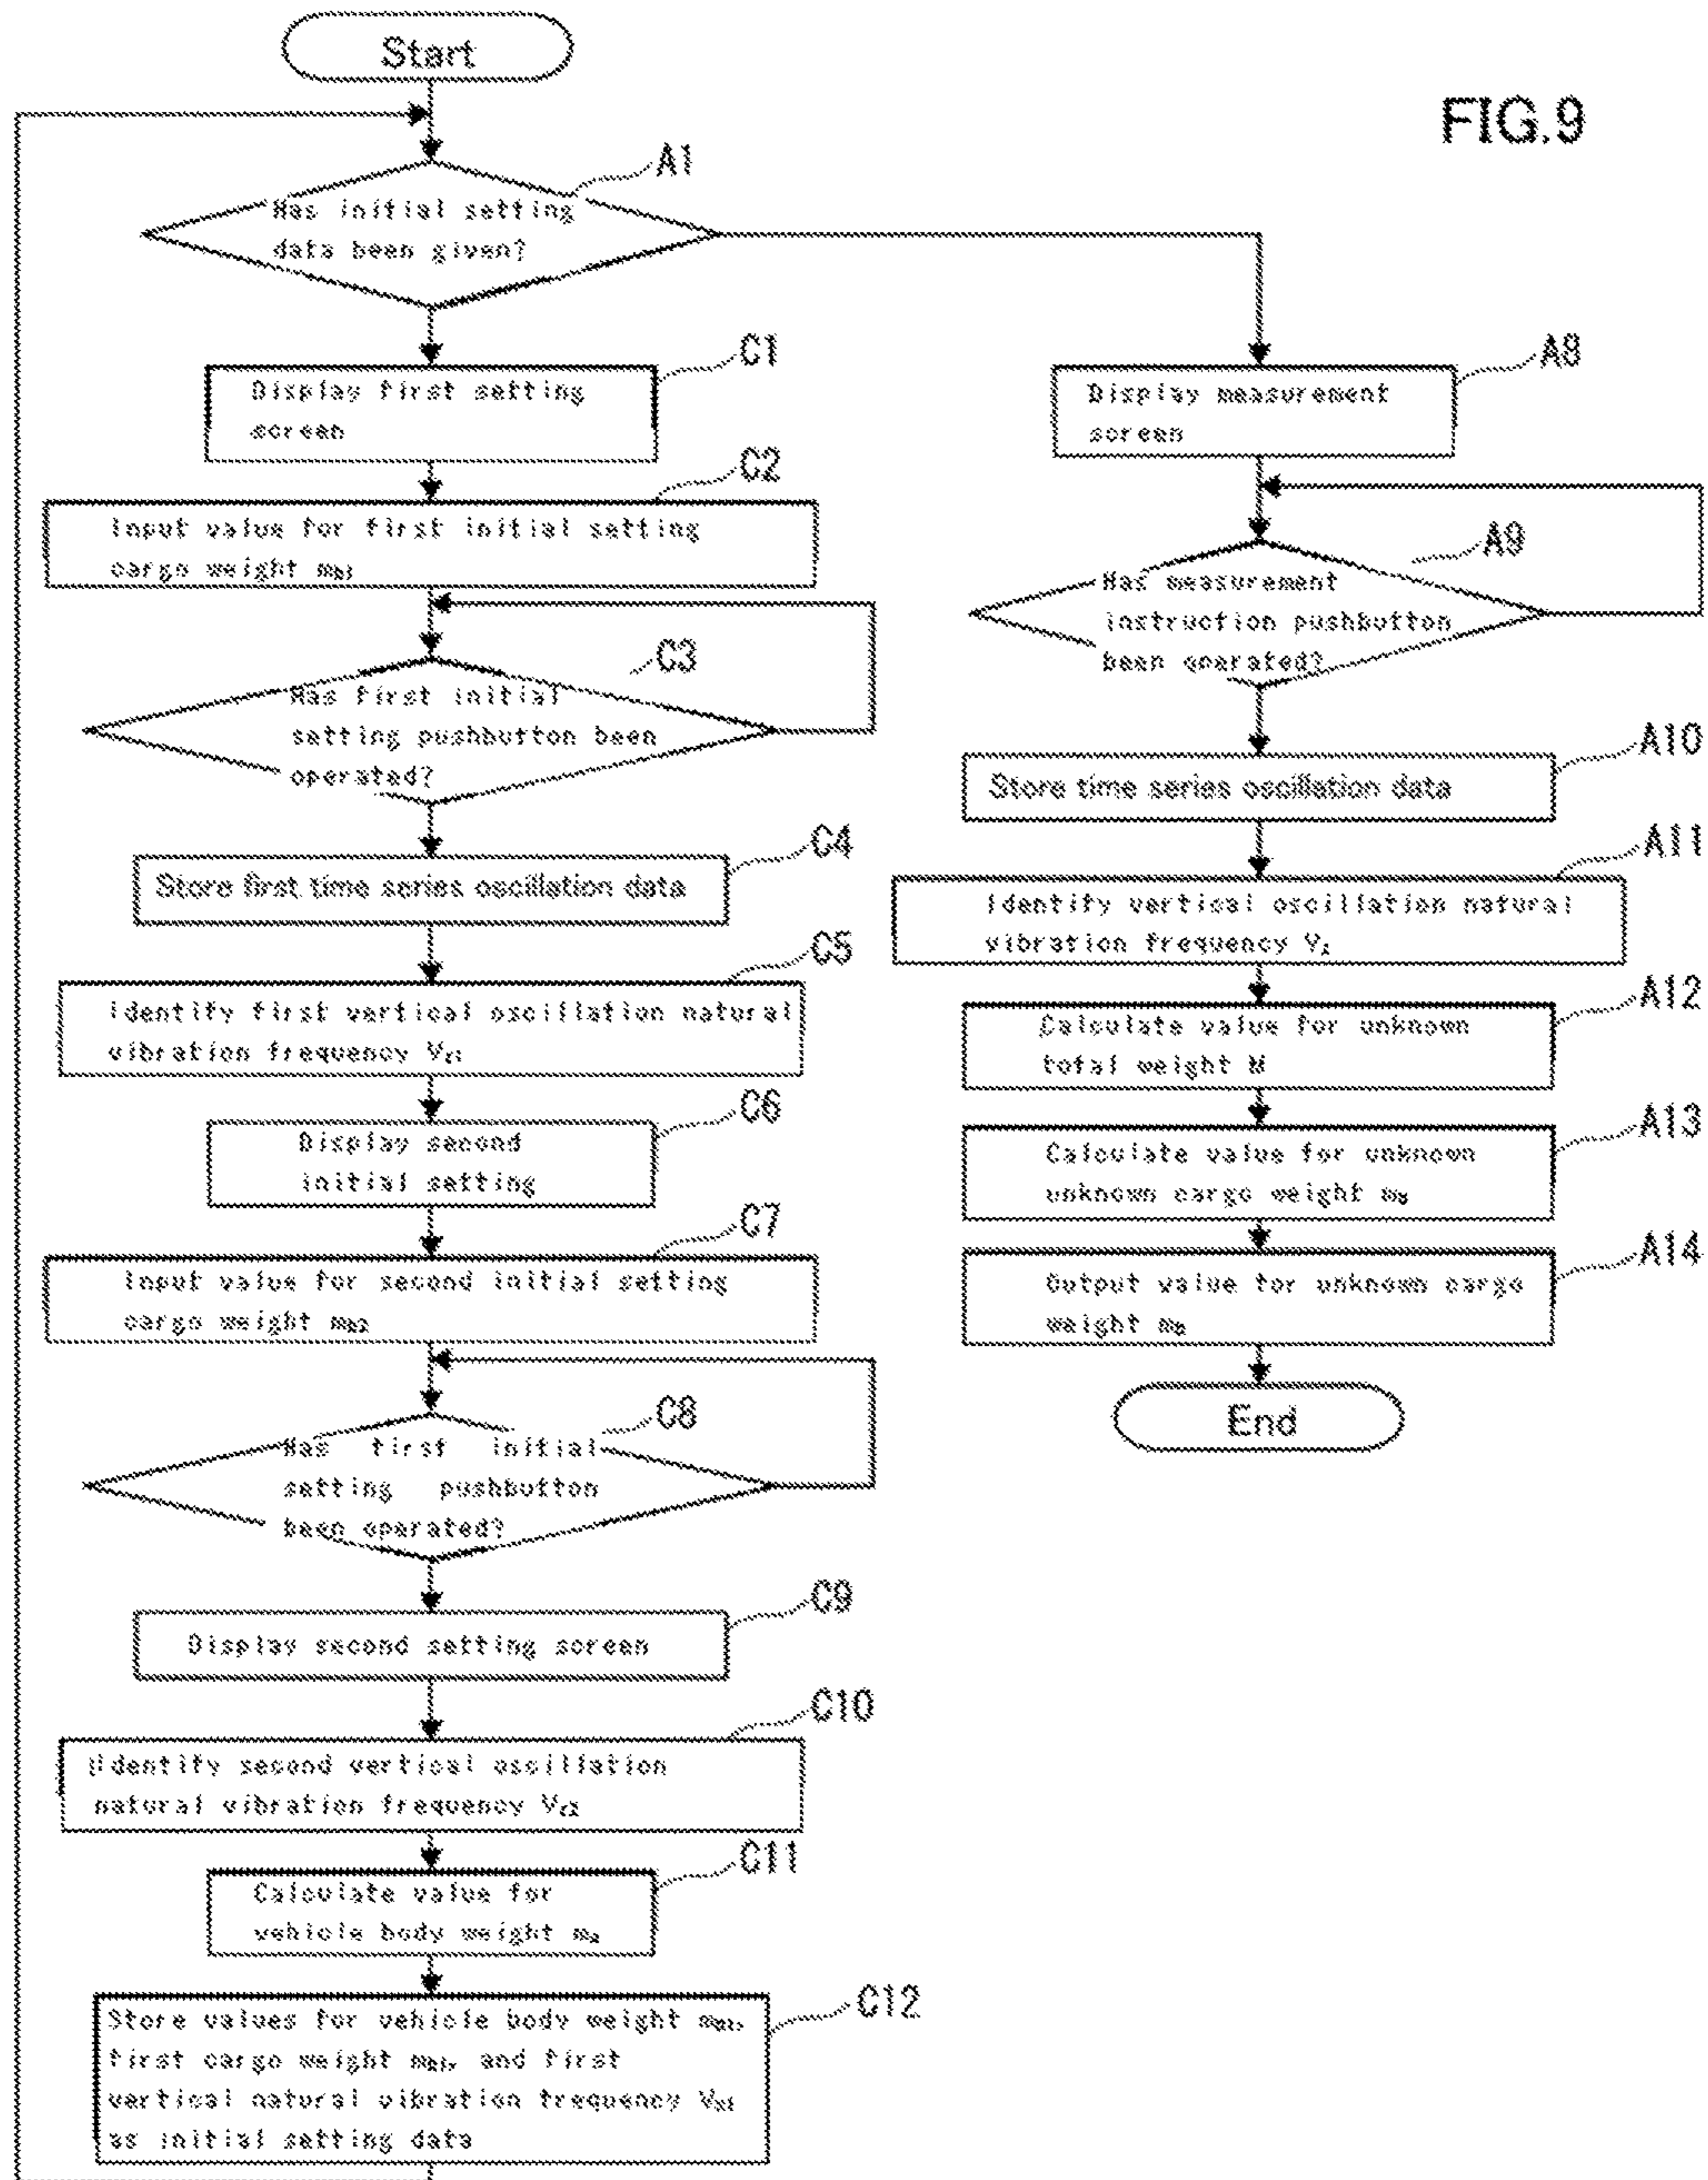 Start
FIG.9
A1
Has initial setting
data been given?
C1
Display first setting
screen
C2
Input value for first initial setting
cargo weight mb1
C3
Has first initial
setting pushbutton been
operated?
C4
Store first time series oscillation data
C5
Identify first vertical oscillation natural
vibration frequency
C6
Display second
initial setting
C7
Input value for second initial setting
cargo weight mb2
C8
Has first initial
setting pushbutton
been operated?
C9
Display second setting screen
C10
Identify second vertical oscillation
natural vibration frequency
C11
Calculate value for
vehicle body weight
C12
Store values for vehicle body weight
first cargo weight and first
vertical natural vibration frequency
as initial setting data
A8
Display measurement
screen
A9
Has measurement
instruction pushbutton
been operated?
A10
Store time series oscillation data
A11
Identify vertical oscillation natural
vibration frequency
A12
Calculate value for unknown
total weight M
A13
Calculate value for unknown
unknown cargo weight
A14
Output value for unknown cargo
weight
End